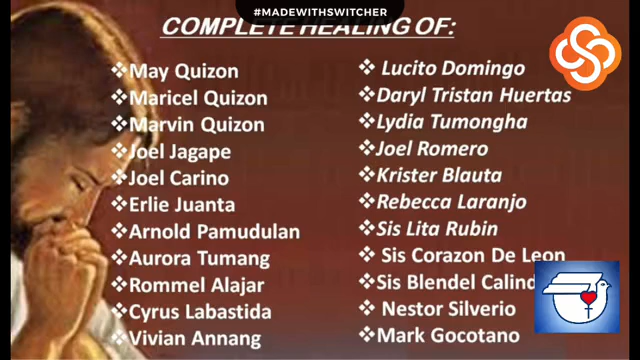 #MADEWITHSWITCHER
COMPLETE HEALING OF:
❖May Quizon
❖Maricel Quizon
❖Marvin Quizon
❖Joel Jagape
❖Joel Carino
❖Erlie Juanta
❖Arnold Pamudulan
❖Aurora Tumang
❖Rommel Alajar
❖Cyrus Labastida
❖Vivian Annang
❖ Lucito Domingo
❖Daryl Tristan Huertas
❖Lydia Tumongha
❖Joel Romero
❖Krister Blauta
❖Rebecca Laranjo
❖Sis Lita Rubin
❖ Sis Corazon De Leon
❖Sis Blendel
❖ Nestor Silverio
❖Mark Gocotano